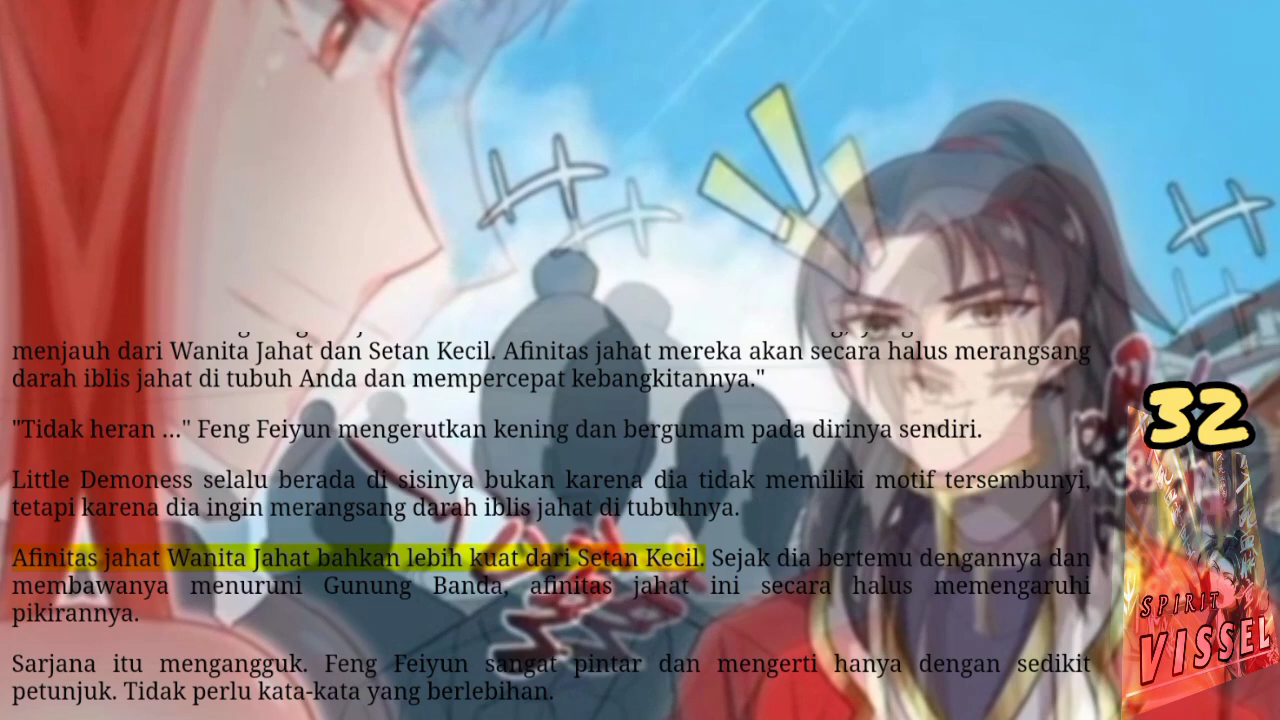 menjauh dari Wanita Jahat dan Setan Kecil. Afinitas jahat mereka akan secara halus merangsang
darah iblis jahat di tubuh Anda dan mempercepat kebangkitannya."
"Tidak heran ..." Feng Feiyun mengerutkan kening dan bergumam pada dirinya sendiri.
Little Demoness selalu berada di sisinya bukan karena dia tidak memiliki motif tersembunyi,
tetapi karena dia ingin merangsang darah iblis jahat di tubuhnya.
Afinitas jahat Wanita Jahat bahkan lebih kuat dari Setan Kecil. Sejak dia bertemu dengannya dan
membawanya menuruni Gunung Banda, afinitas jahat ini secara halus memengaruhi
pikirannya.
Sarjana itu mengangguk. Feng Feiyun sangat pintar dan mengerti hanya dengan sedikit
petunjuk. Tidak perlu kata-kata yang berlebihan.
32
SPIRIT
VISSEL